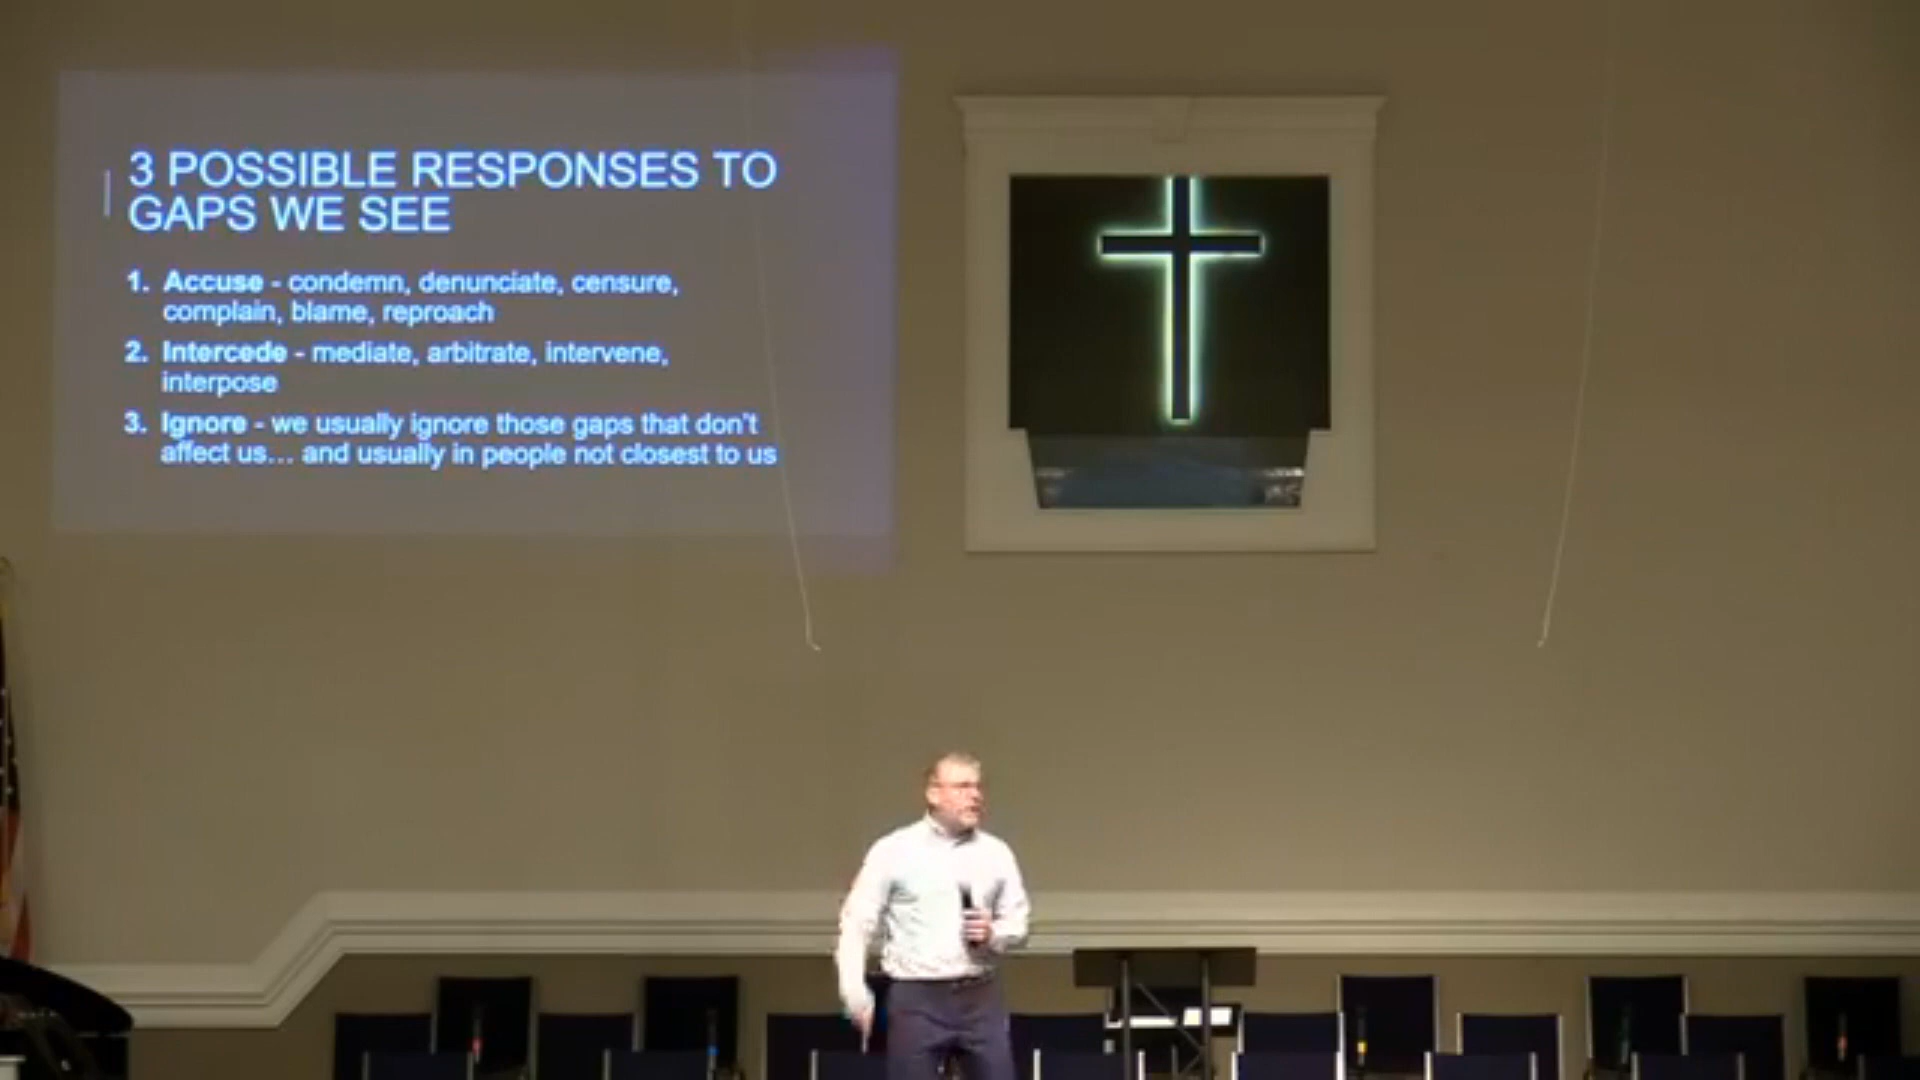 3 POSSIBLE RESPONSES TO
GAPS WE SEE
1. Accuse - condemn, denunciate, censure,
complain, blame, reproach
2. Intercede - mediate, arbitrate, intervene,
interpose
3. Ignore - we usually ignore those gaps that don't
affect us... and usually in people not closest to us